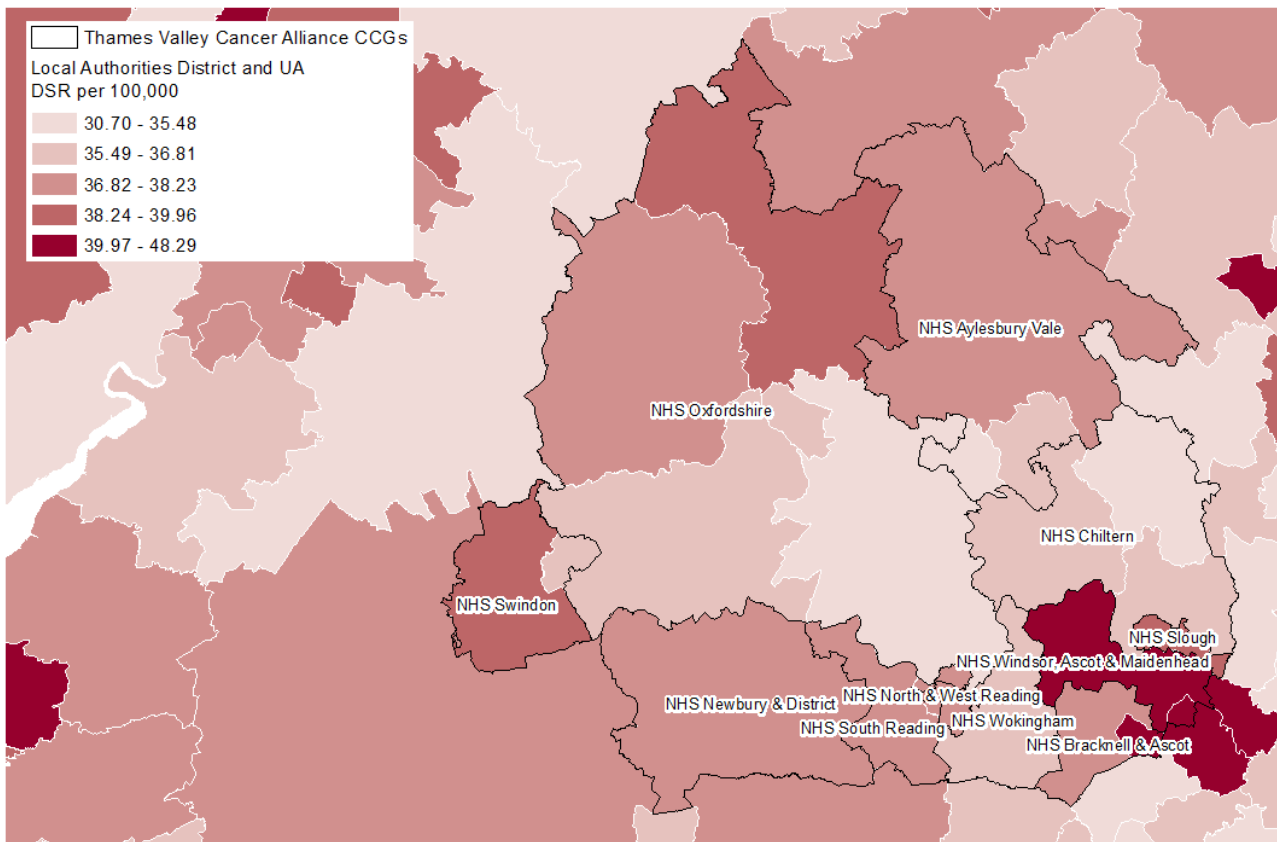 Thames Valley Cancer Alliance CCGs
Local Authorities District and UA
DSR per 100,000
30.70 - 35.48
35.49 - 36.81
36.82 - 38.23
38.24 - 39.96
39.97 - 48.29
NHS Aylesbury Vale
NHS Oxfordshire
NHS Chiltern
NHS Swindon
NHS Slough
NHS Windsor, Ascot & Maidenhead
NHS North & West Reading
NHS Newbury & District
NHS Wokingham
NHS South Reading
NHS Bracknell & Ascot